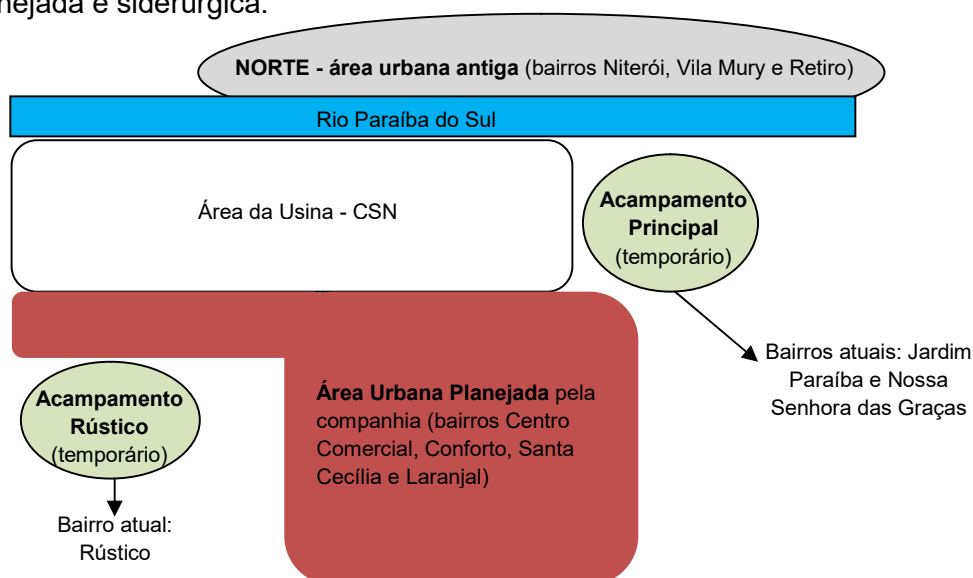 nejada e siderúrgica.
NORTE - área urbana antiga (bairros Niterói, Vila Mury e Retiro)
Rio Paraíba do Sul
Área da Usina - CSN
Acampamento
Principal
(temporário)
Bairros atuais: Jardim
Paraíba e Nossa
Senhora das Graças
Área Urbana Planejada pela
companhia (bairros Centro
Comercial, Conforto, Santa
Cecília e Laranjal)
Acampamento
Rústico
(temporário)
Bairro atual:
Rústico